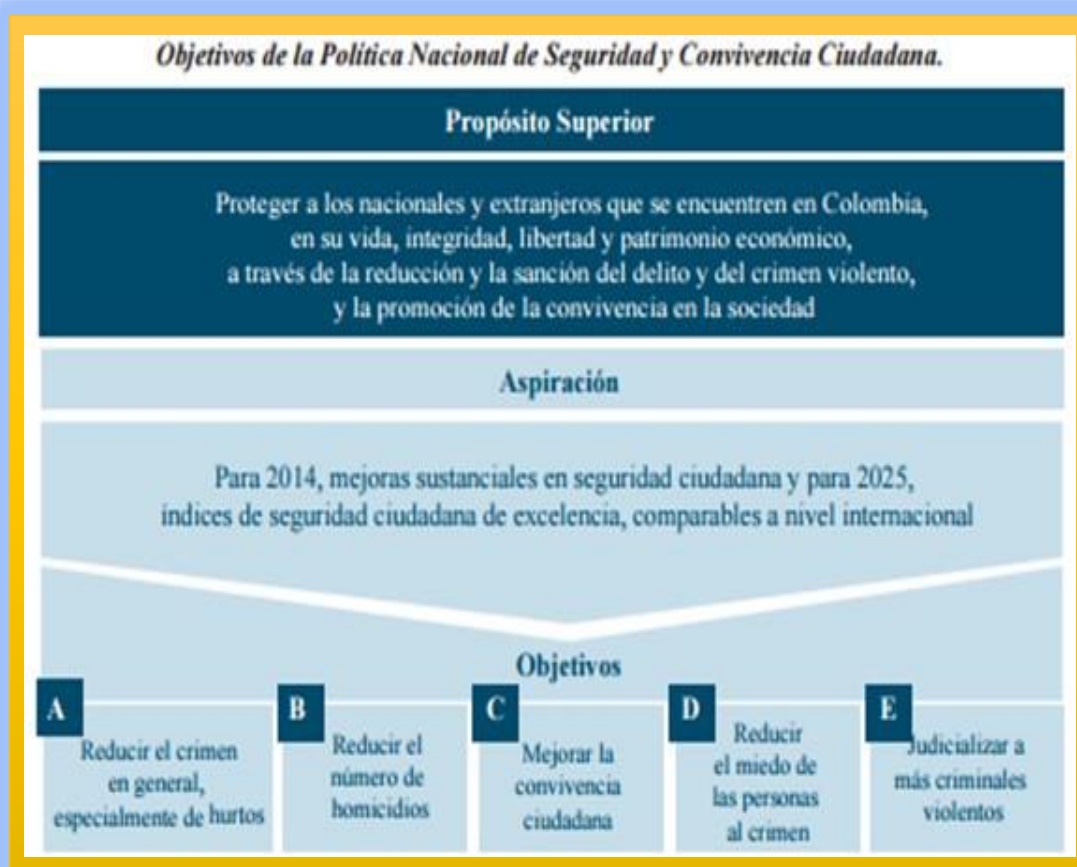 Objetivos de la Política Nacional de Seguridad y Convivencia Ciudadana.
Propósito Superior
Proteger a los nacionales y extranjeros que se encuentren en Colombia,
en su vida, integridad, libertad y patrimonio económico,
a través de la reducción y la sanción del delito y del crimen violento,
y la promoción de la convivencia en la sociedad
Aspiración
Para 2014, mejoras sustanciales en seguridad ciudadana y para 2025,
índices de seguridad ciudadana de excelencia, comparables a nivel internacional
Objetivos
A
Reducir el crimen
en general,
especialmente de hurtos
B
Reducir el
número de
homicidios
C
Mejorar la
convivencia
ciudadana
D
Reducir
el miedo de
las personas
al crimen
E
Judicializar a
más criminales
violentos